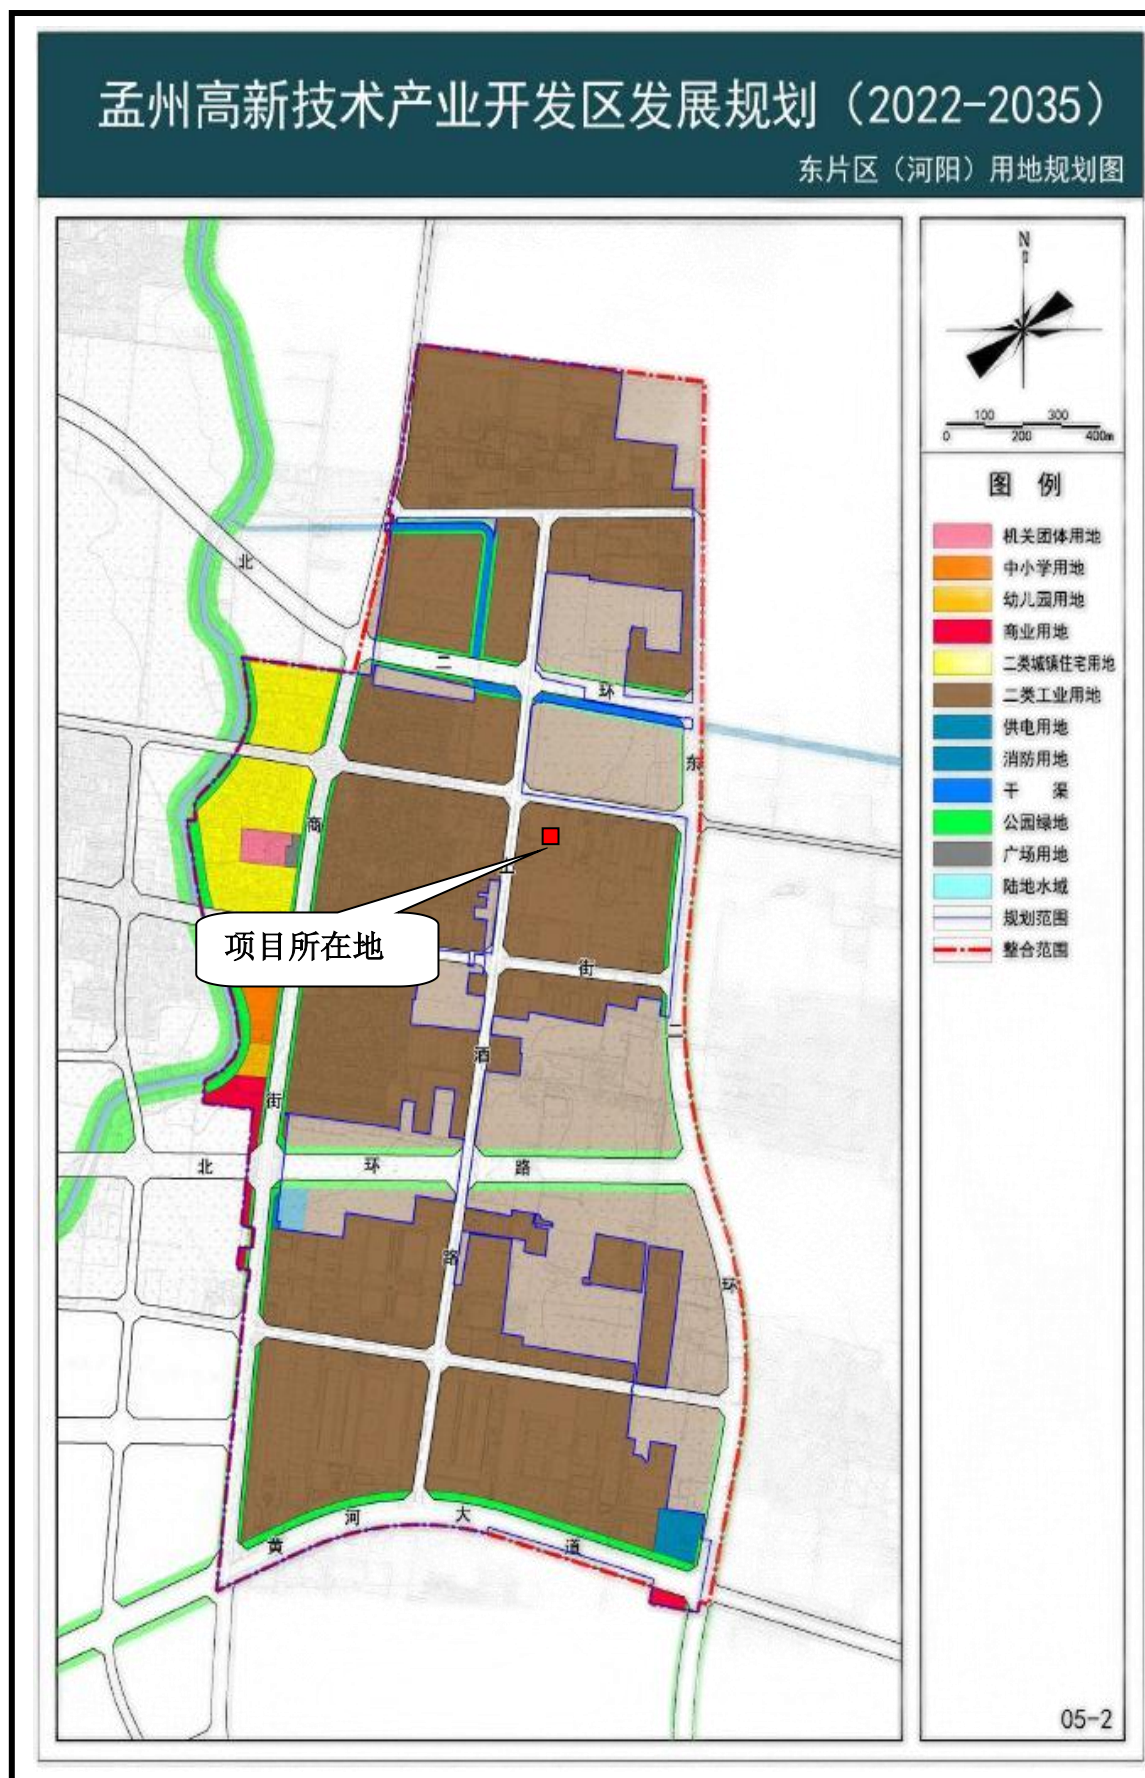 孟州高新技术产业开发区发展规划（2022-2035）
东片区（河阳）用地规划图
N
100 300
0 200 400m
图 例
机关团体用地
中小学用地
幼儿园用地
商业用地
二类城镇住宅用地
二类工业用地
供电用地
消防用地
干 渠
公园绿地
广场用地
陆地水域
规划范围
整合范围
北
二
环
东
商
项目所在地
街
二
酒
街
北 环 路
路
环
黄 河 大 道
05-2